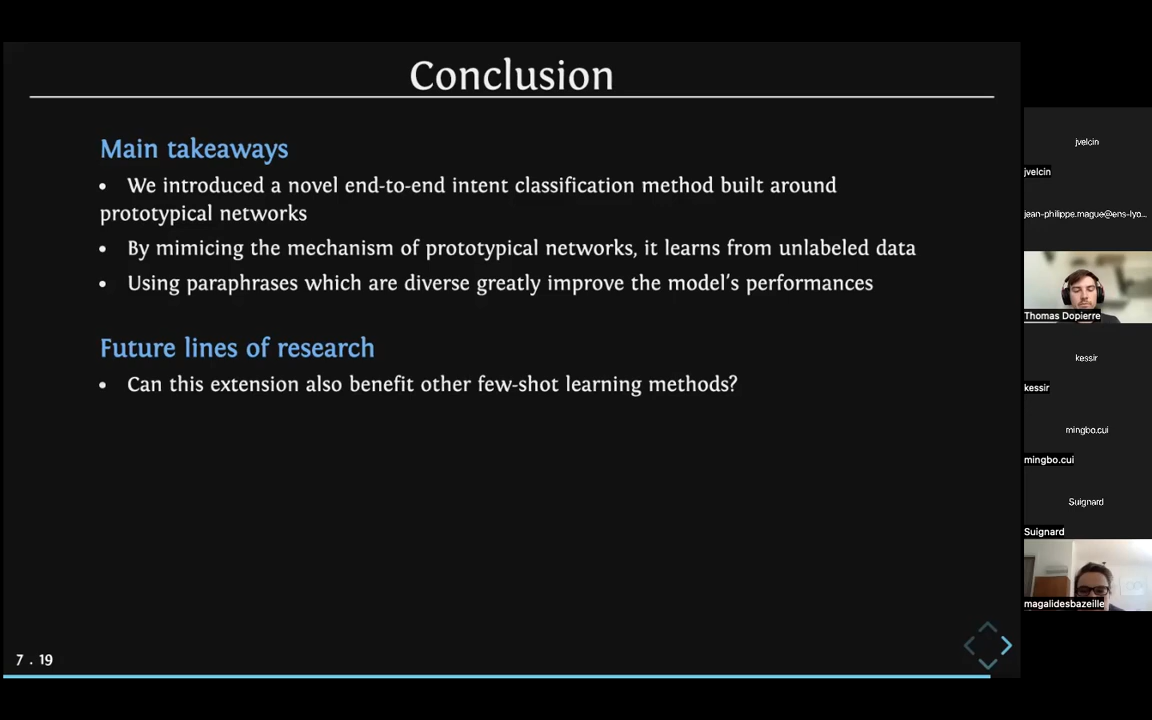 Conclusion
Main takeaways
• We introduced a novel end-to-end intent classification method built around
prototypical networks
• By mimicing the mechanism of prototypical networks, it learns from unlabeled data
• Using paraphrases which are diverse greatly improve the model's performances
Future lines of research
• Can this extension also benefit other few-shot learning methods?
7 . 19
jvelcin
jvelcin
jean-philippe.mague@ens-lyo...
Thomas Dopierre
kessir
kessir
mingbo.cui
mingbo.cui
Suignard
Suignard
magalidesbazeille